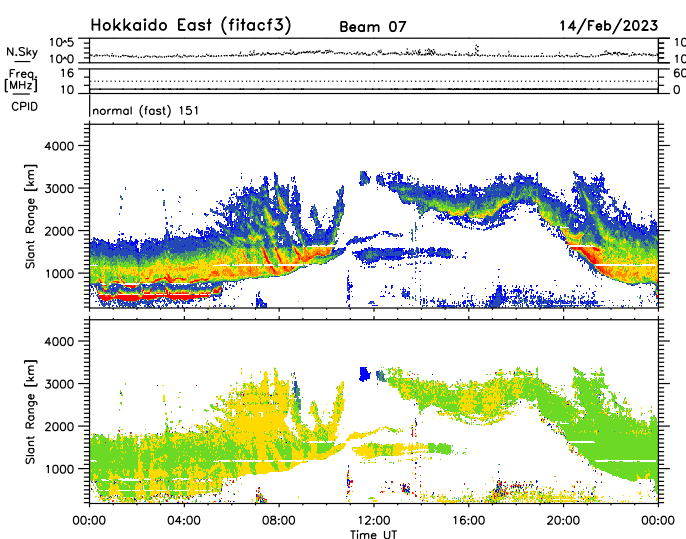 Hokkaido East (fitacf3) Beam 07 14/Feb/2023
N.Sky 10^5 10^0 10 10
Freq. [MHz] 16 10 60 0
CPID normal (fast) 151
Slant Range [km] 4000 3000 2000 1000
Slant Range [km] 4000 3000 2000 1000
00:00 04:00 08:00 12:00 16:00 20:00 00:00
Time UT